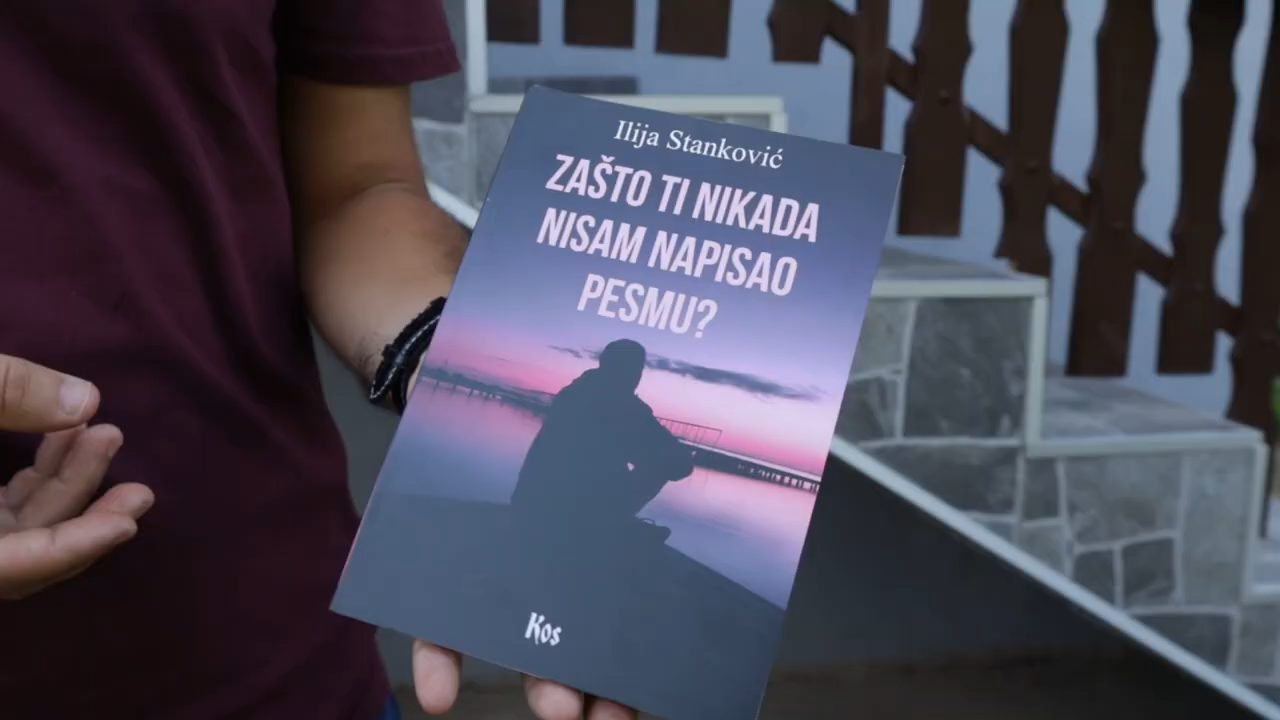 Ilija Stanković
ZAŠTO TI NIKADA
NISAM NAPISAO
PESMU?
Kos